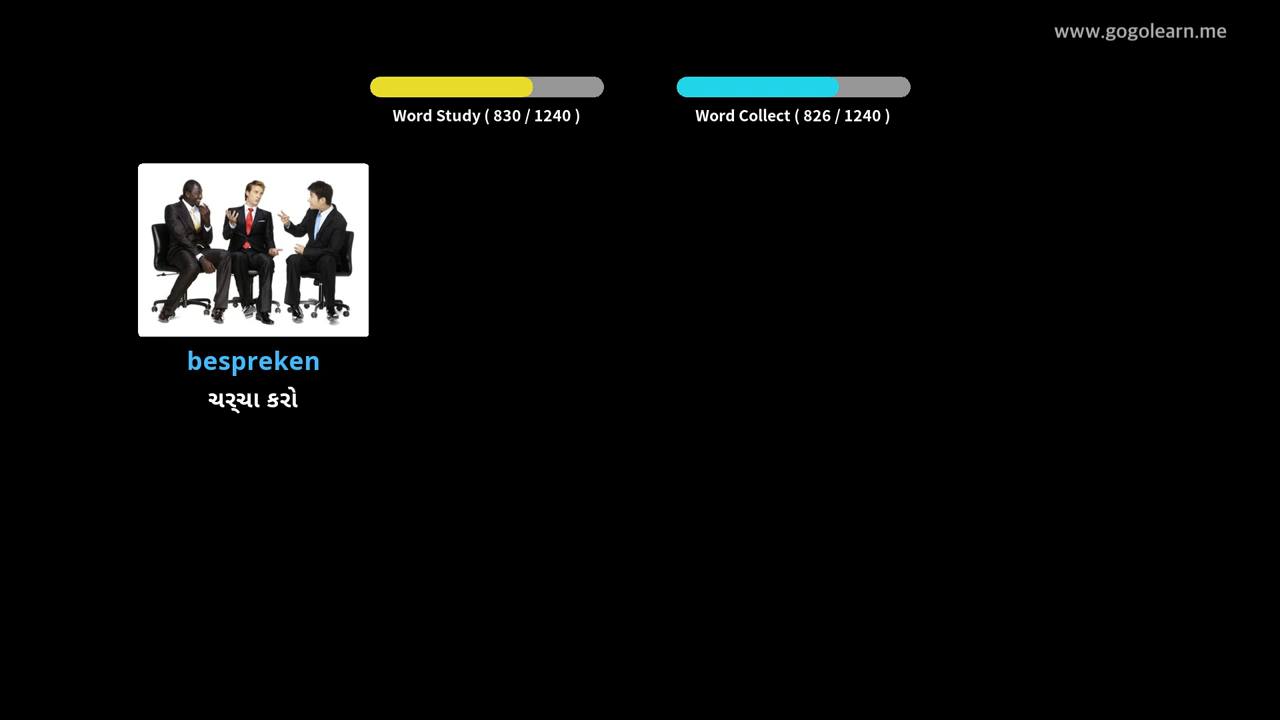 www.gogolearn.me
Word Study ( 830 / 1240 )
Word Collect ( 826 / 1240 )
bespreken
ચર્ચા કરો